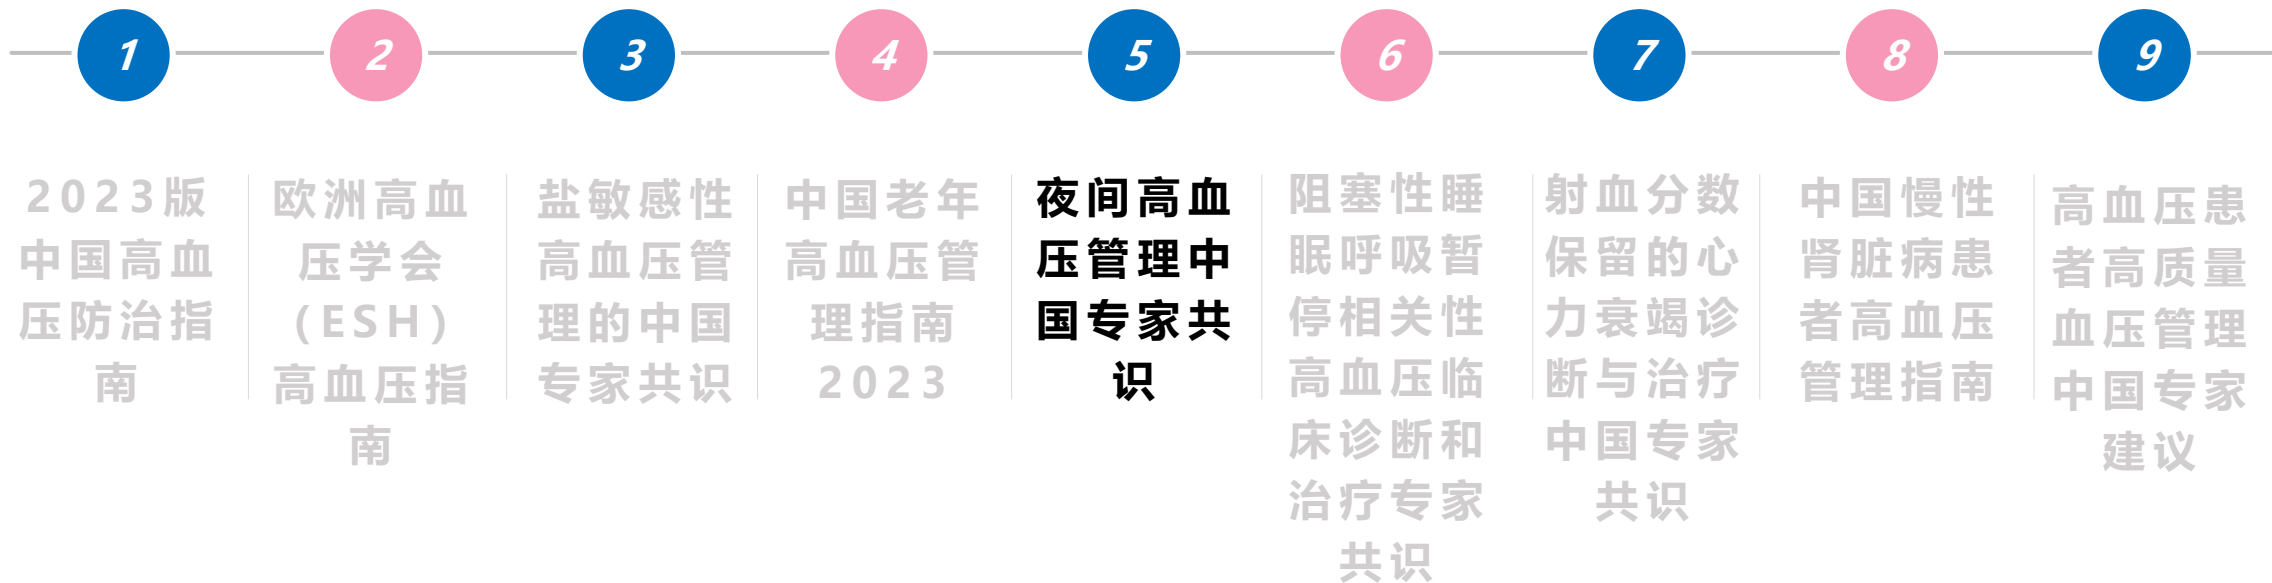 1
2
3
4
5
6
7
8
9
2023版
中国高血
压防治指
南
欧洲高血
压学会
(ESH)
高血压指
南
盐敏感性
高血压管
理的中国
专家共识
中国老年
高血压管
理指南
2023
夜间高血
压管理中
国专家共
识
阻塞性睡
眠呼吸暂
停相关性
高血压临
床诊断和
治疗专家
共识
射血分数
保留的心
力衰竭诊
断与治疗
中国专家
共识
中国慢性
肾脏病患
者高血压
管理指南
高血压患
者高质量
血压管理
中国专家
建议